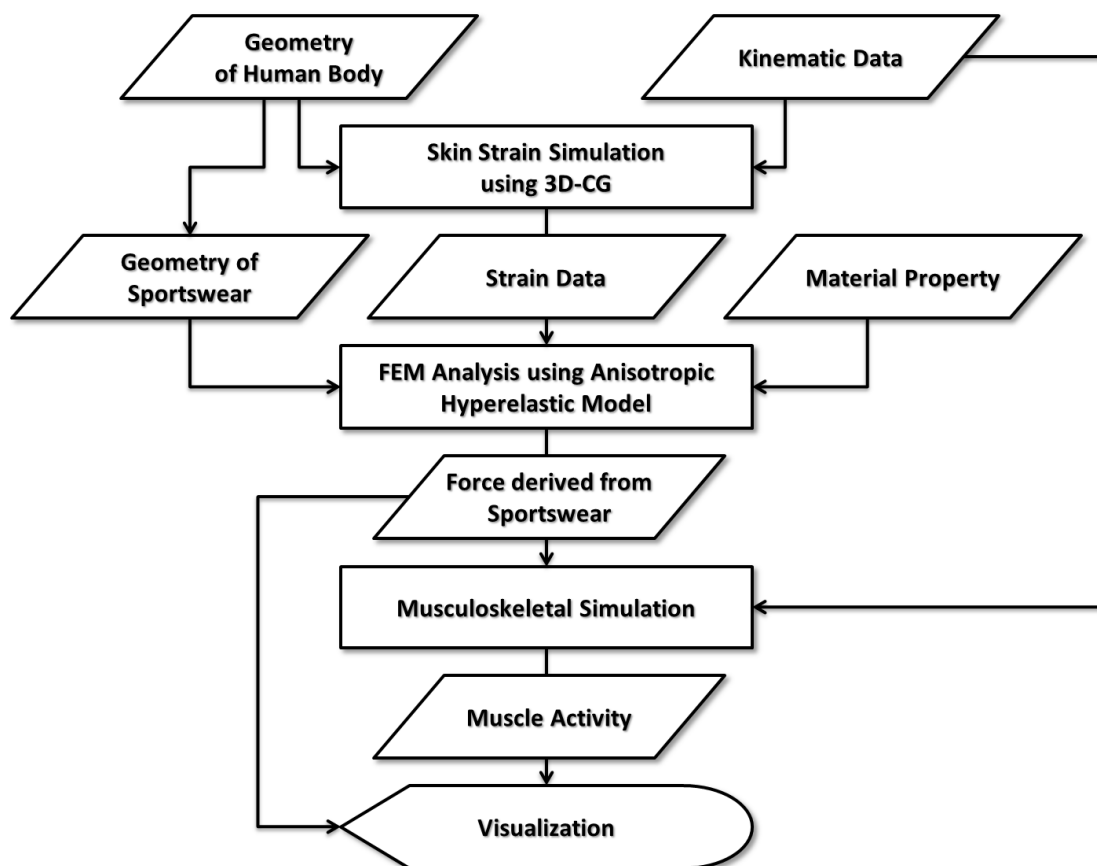 Geometry
of Human Body
Kinematic Data
Skin Strain Simulation
using 3D-CG
Geometry of
Sportswear
Strain Data
Material Property
FEM Analysis using Anisotropic
Hyperelastic Model
Force derived from
Sportswear
Musculoskeletal Simulation
Muscle Activity
Visualization